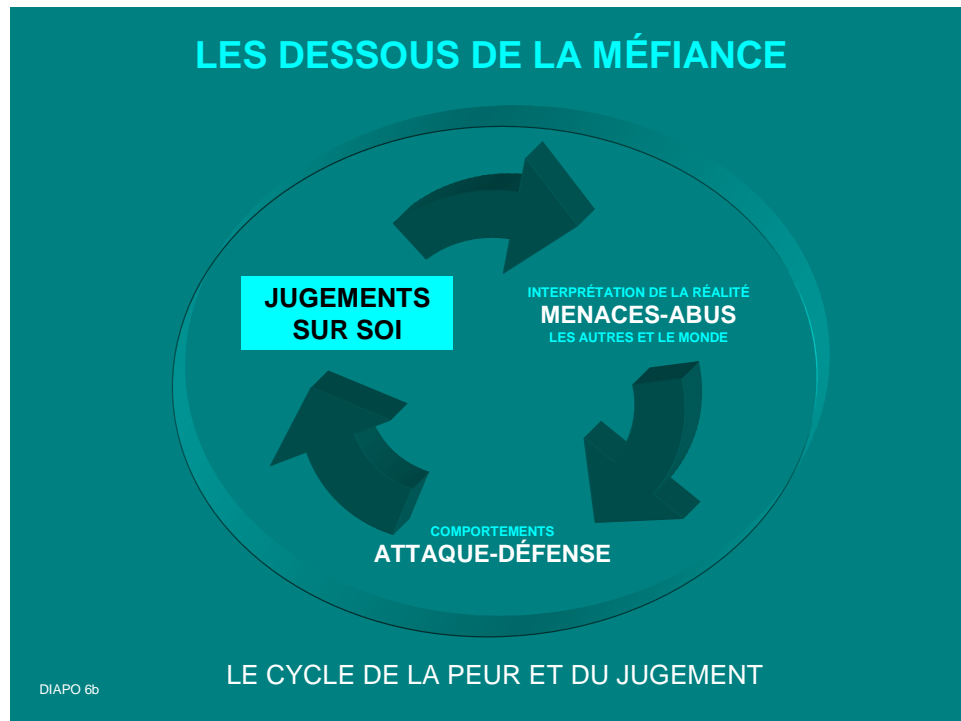 LES DESSOUS DE LA MÉFIANCE
JUGEMENTS
SUR SOI
INTERPRÉTATION DE LA RÉALITÉ
MENACES-ABUS
LES AUTRES ET LE MONDE
COMPORTEMENTS
ATTAQUE-DÉFENSE
LE CYCLE DE LA PEUR ET DU JUGEMENT
DIAPO 6b